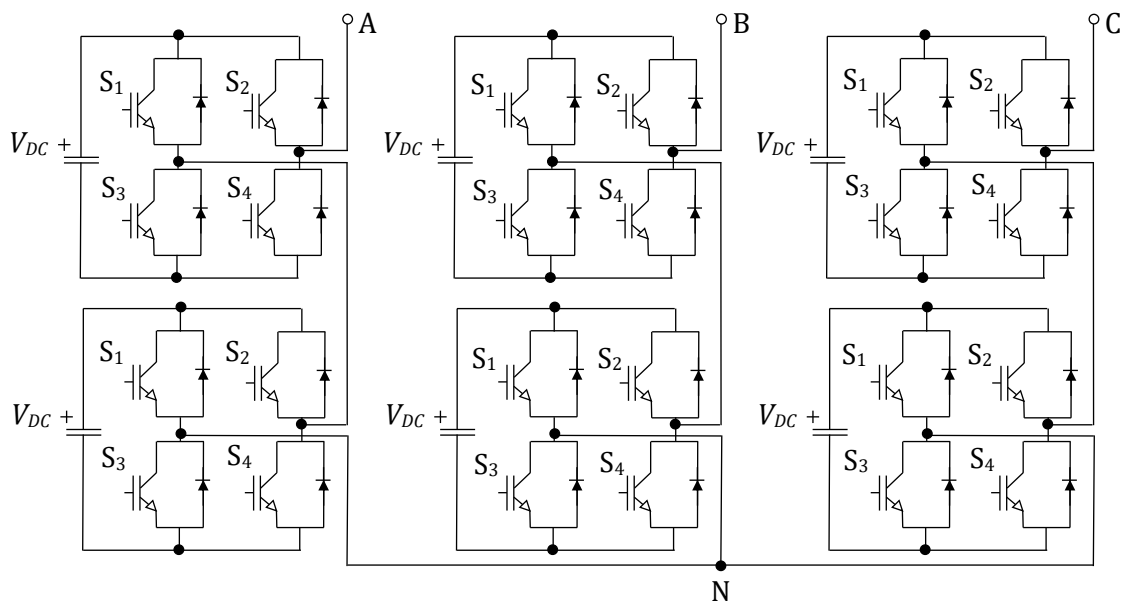 A B C
S1 S2 S1 S2 S1 S2
VDC + VDC + VDC +
S3 S4 S3 S4 S3 S4
S1 S2 S1 S2 S1 S2
VDC + VDC + VDC +
S3 S4 S3 S4 S3 S4
N